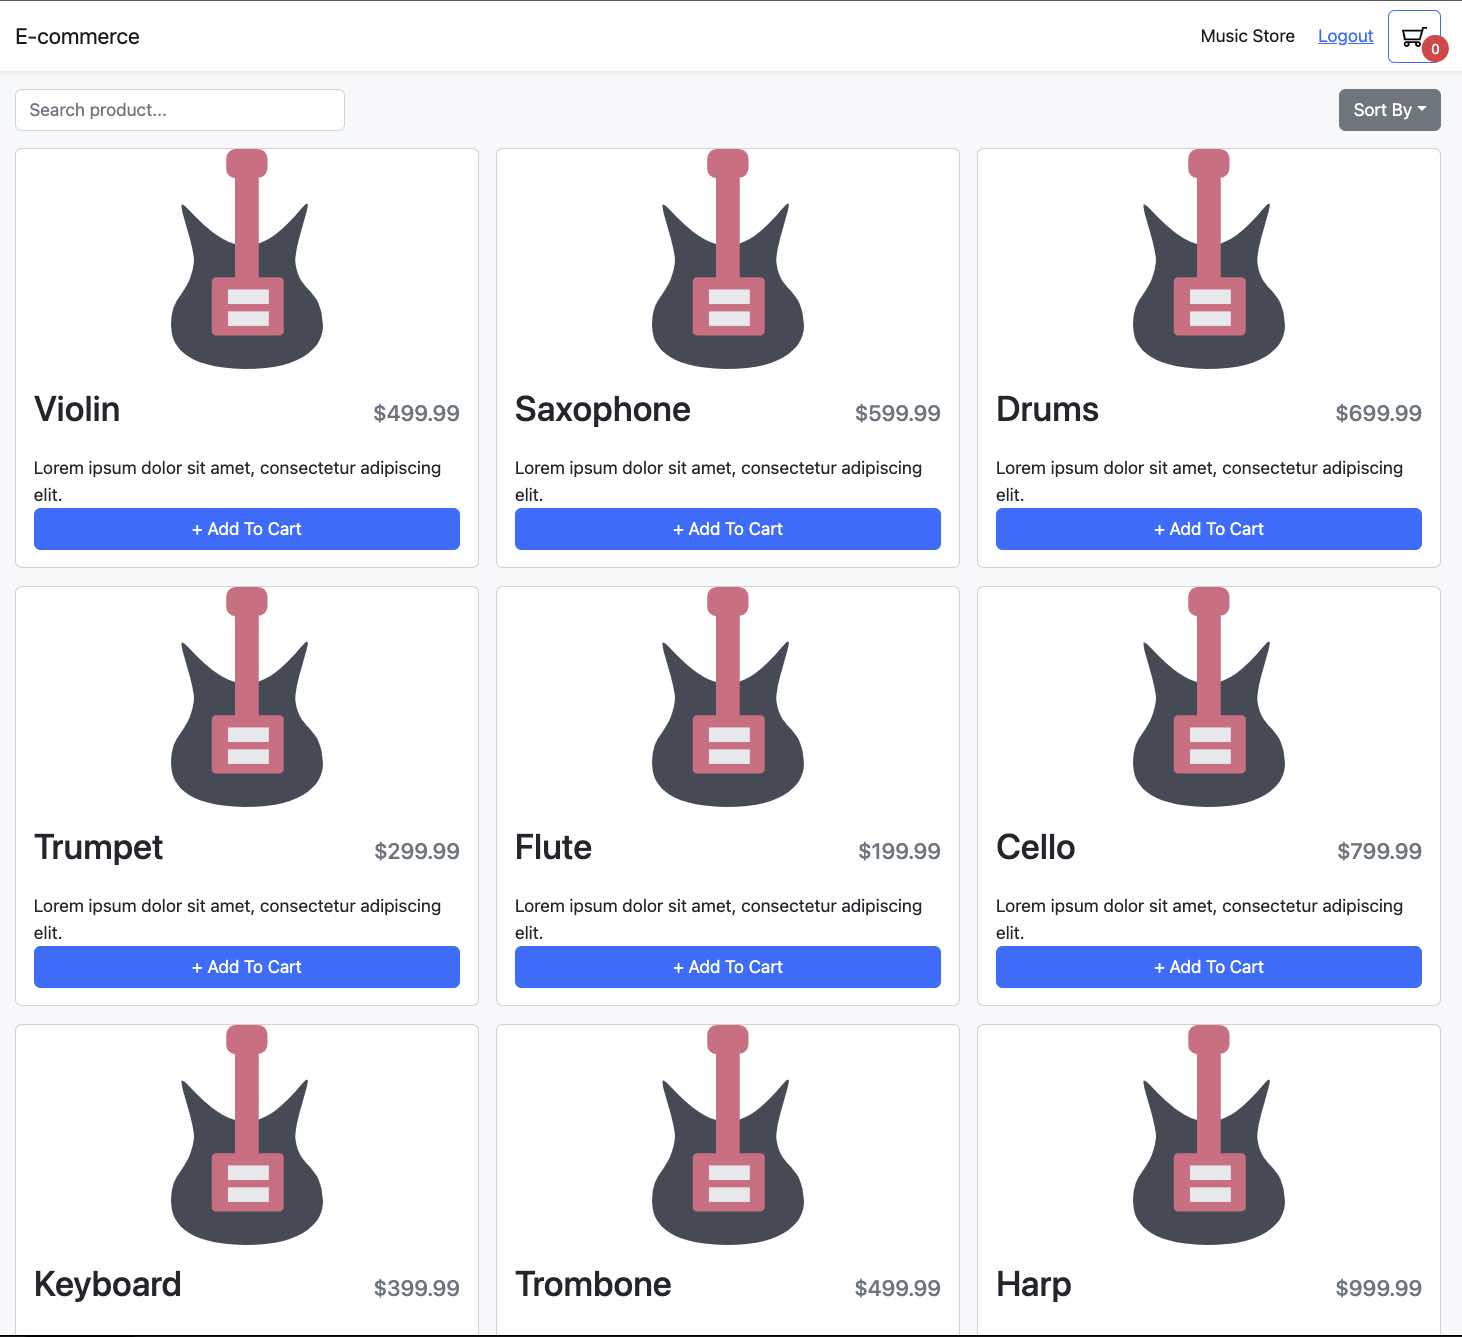 E-commerce
Music Store
Logout
0
Search product...
Sort By
Violin
$499.99
Lorem ipsum dolor sit amet, consectetur adipiscing
elit.
+ Add To Cart
Saxophone
$599.99
Lorem ipsum dolor sit amet, consectetur adipiscing
elit.
+ Add To Cart
Drums
$699.99
Lorem ipsum dolor sit amet, consectetur adipiscing
elit.
+ Add To Cart
Trumpet
$299.99
Lorem ipsum dolor sit amet, consectetur adipiscing
elit.
+ Add To Cart
Flute
$199.99
Lorem ipsum dolor sit amet, consectetur adipiscing
elit.
+ Add To Cart
Cello
$799.99
Lorem ipsum dolor sit amet, consectetur adipiscing
elit.
+ Add To Cart
Keyboard
$399.99
Trombone
$499.99
Harp
$999.99